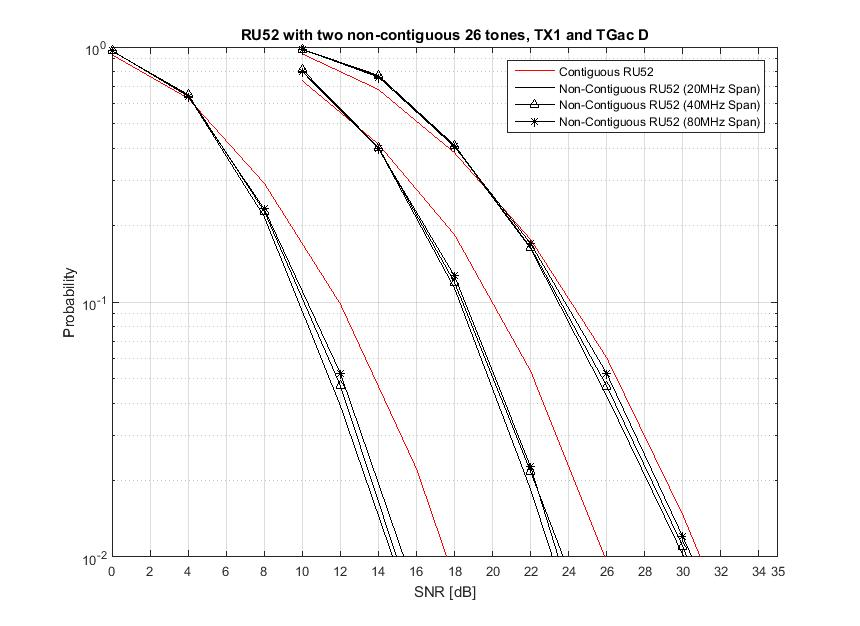 RU52 with two non-contiguous 26 tones, TX1 and TGac D
Contiguous RU52
Non-Contiguous RU52 (20MHz Span)
Non-Contiguous RU52 (40MHz Span)
Non-Contiguous RU52 (80MHz Span)
10^0
10^-1
10^-2
Probability
0 2 4 6 8 10 12 14 16 18 20 22 24 26 28 30 32 34 35
SNR [dB]